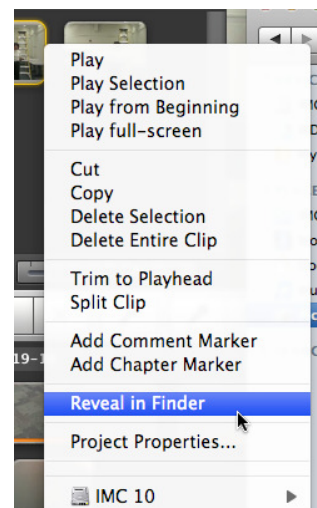 Play
Play Selection
Play from Beginning
Play full-screen
Cut
Copy
Delete Selection
Delete Entire Clip
Trim to Playhead
Split Clip
Add Comment Marker
Add Chapter Marker
Reveal in Finder
Project Properties...
IMC 10